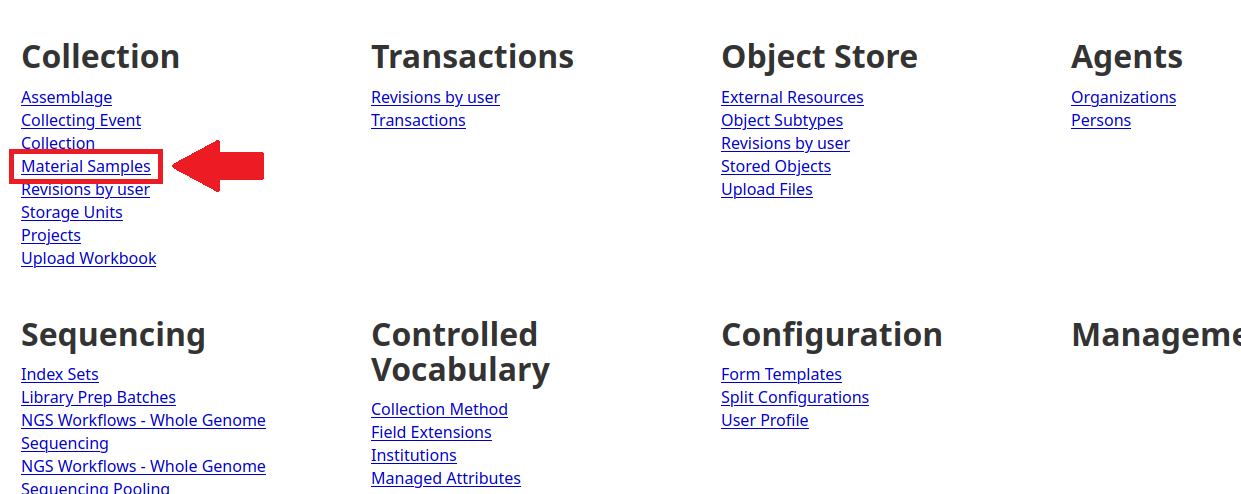 Collection
Assemblage
Collecting Event
Collection
Material Samples
Revisions by user
Storage Units
Projects
Upload Workbook
Transactions
Revisions by user
Transactions
Object Store
External Resources
Object Subtypes
Revisions by user
Stored Objects
Upload Files
Agents
Organizations
Persons
Sequencing
Index Sets
Library Prep Batches
NGS Workflows - Whole Genome
Sequencing
NGS Workflows - Whole Genome
Sequencing Pooling
Controlled
Vocabulary
Collection Method
Field Extensions
Institutions
Managed Attributes
Configuration
Form Templates
Split Configurations
User Profile
Manageme